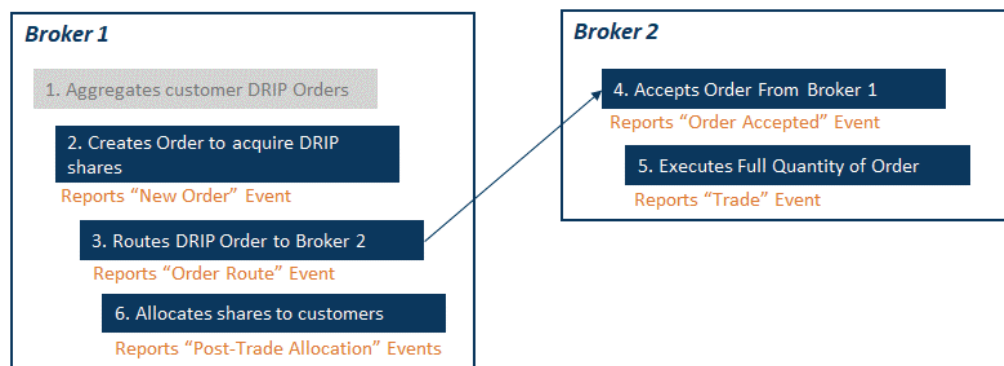 Broker 1
1. Aggregates customer DRIP Orders
2. Creates Order to acquire DRIP
shares
Reports “New Order” Event
3. Routes DRIP Order to Broker 2
Reports “Order Route” Event
6. Allocates shares to customers
Reports “Post-Trade Allocation” Events
Broker 2
4. Accepts Order From Broker 1
Reports “Order Accepted” Event
5. Executes Full Quantity of Order
Reports “Trade” Event